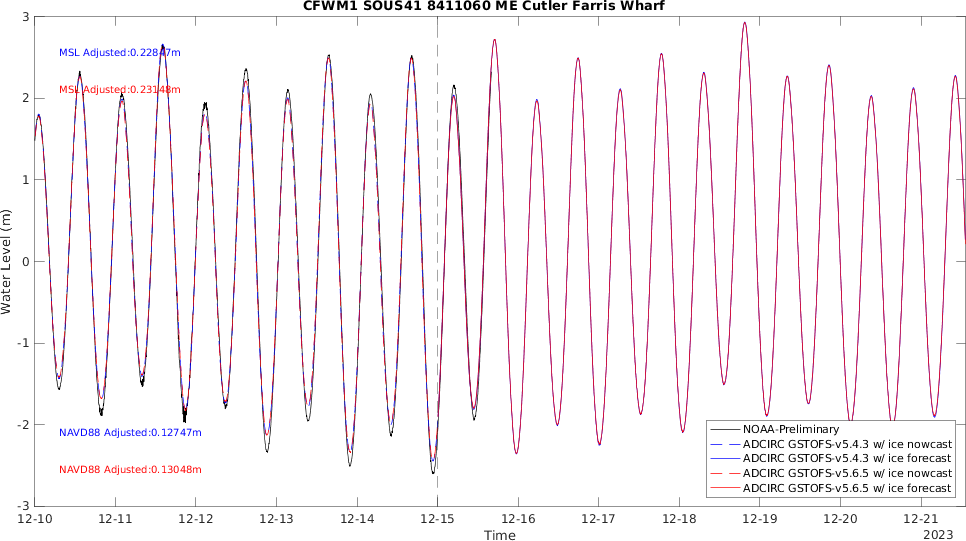 CFWM1 SOUS41 8411060 ME Cutler Farris Wharf
3
2
1
0
-1
-2
-3
Water Level (m)
MSL Adjusted:0.22847m
MSL Adjusted:0.23148m
NAVD88 Adjusted:0.12747m
NAVD88 Adjusted:0.13048m
NOAA-Preliminary
ADCIRC GSTOFS-v5.4.3 w/ ice nowcast
ADCIRC GSTOFS-v5.4.3 w/ ice forecast
ADCIRC GSTOFS-v5.6.5 w/ ice nowcast
ADCIRC GSTOFS-v5.6.5 w/ ice forecast
12-10 12-11 12-12 12-13 12-14 12-15 12-16 12-17 12-18 12-19 12-20 12-21
Time
2023